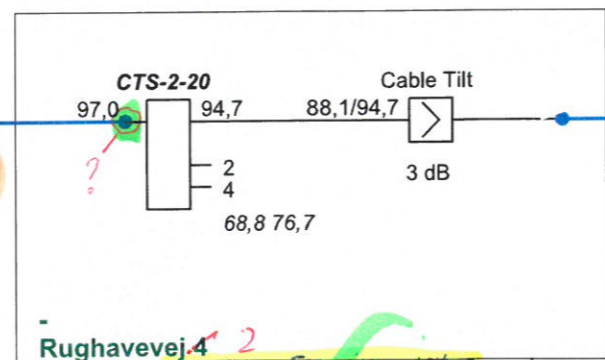 CTS-2-20
Cable Tilt
97,0 94,7 88,1/94,7 >
?
2
4
3 dB
68,8 76,7
-
Rughavevej 4 2